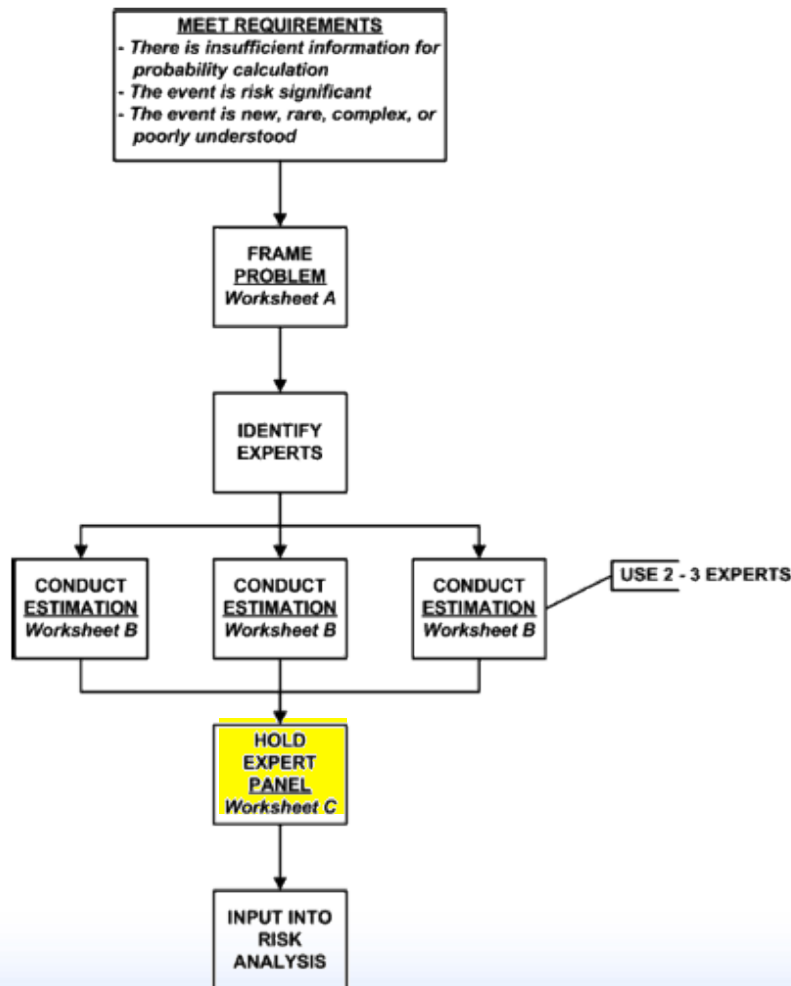 MEET REQUIREMENTS
- There is insufficient information for
probability calculation
- The event is risk significant
- The event is new, rare, complex, or
poorly understood
FRAME
PROBLEM
Worksheet A
IDENTIFY
EXPERTS
CONDUCT
ESTIMATION
Worksheet B
CONDUCT
ESTIMATION
Worksheet B
CONDUCT
ESTIMATION
Worksheet B
USE 2 - 3 EXPERTS
HOLD
EXPERT
PANEL
Worksheet C
INPUT INTO
RISK
ANALYSIS